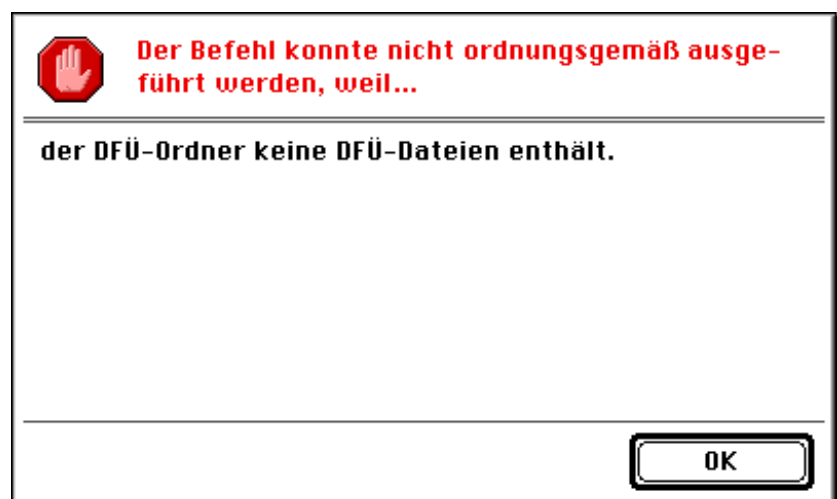 Der Befehl konnte nicht ordnungsgemäß ausge-
führt werden, weil...
der DFÜ-Ordner keine DFÜ-Dateien enthält.
OK